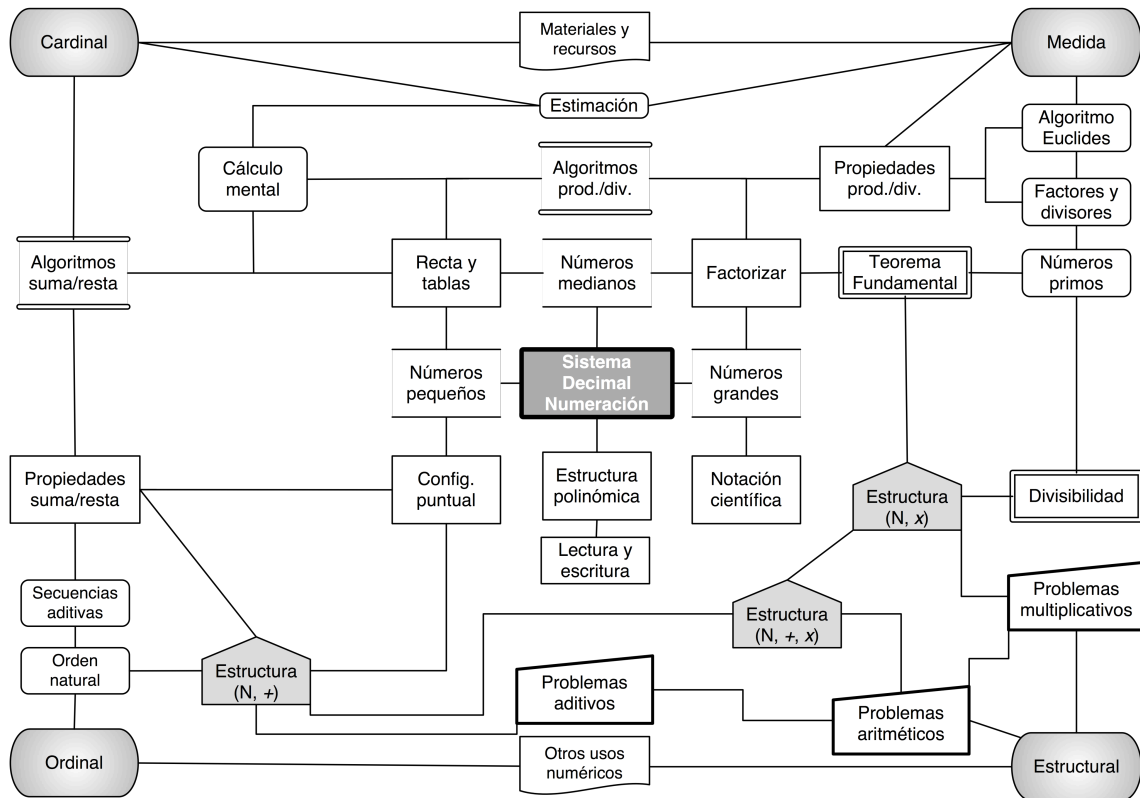 Cardinal
Materiales y
recursos
Medida
Estimación
Algoritmo
Euclides
Cálculo
mental
Algoritmos
prod./div.
Propiedades
prod./div.
Factores y
divisores
Algoritmos
suma/resta
Recta y
tablas
Números
medianos
Factorizar
Teorema
Fundamental
Números
primos
Números
pequeños
Sistema
Decimal
Numeración
Números
grandes
Propiedades
suma/resta
Config.
puntual
Estructura
polinómica
Notación
científica
Estructura
(N, x)
Divisibilidad
Lectura y
escritura
Secuencias
aditivas
Estructura
(N, +, x)
Problemas
multiplicativos
Orden
natural
Estructura
(N, +)
Problemas
aditivos
Problemas
aritméticos
Ordinal
Otros usos
numéricos
Estructural